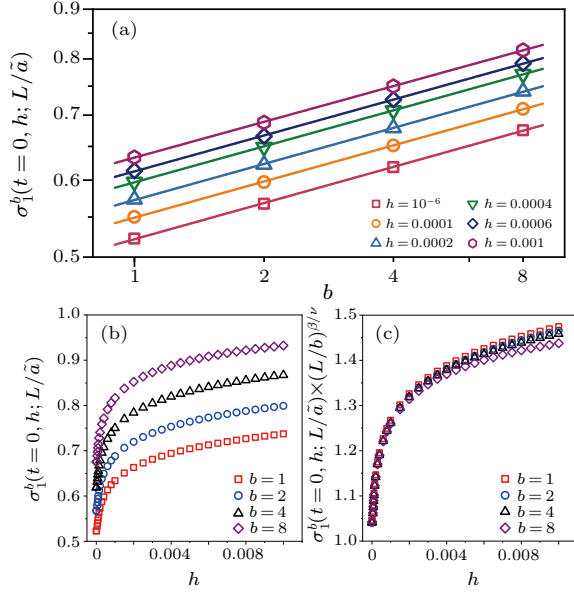 (a)
0.9
0.8
0.7
0.6
0.5
σ₁ᵇ(t = 0, h; L/ã)
h = 10⁻⁶
h = 0.0001
h = 0.0002
h = 0.0004
h = 0.0006
h = 0.001
1
2
4
8
b
(b)
1.0
0.9
0.8
0.7
0.6
0.5
σ₁ᵇ(t = 0, h; L/ã)
b = 1
b = 2
b = 4
b = 8
0
0.004
0.008
h
(c)
1.5
1.4
1.3
1.2
1.1
1.0
σ₁ᵇ(t = 0, h; L/ã)×(L/b)^β/ν
b = 1
b = 2
b = 4
b = 8
0
0.004
0.008
h